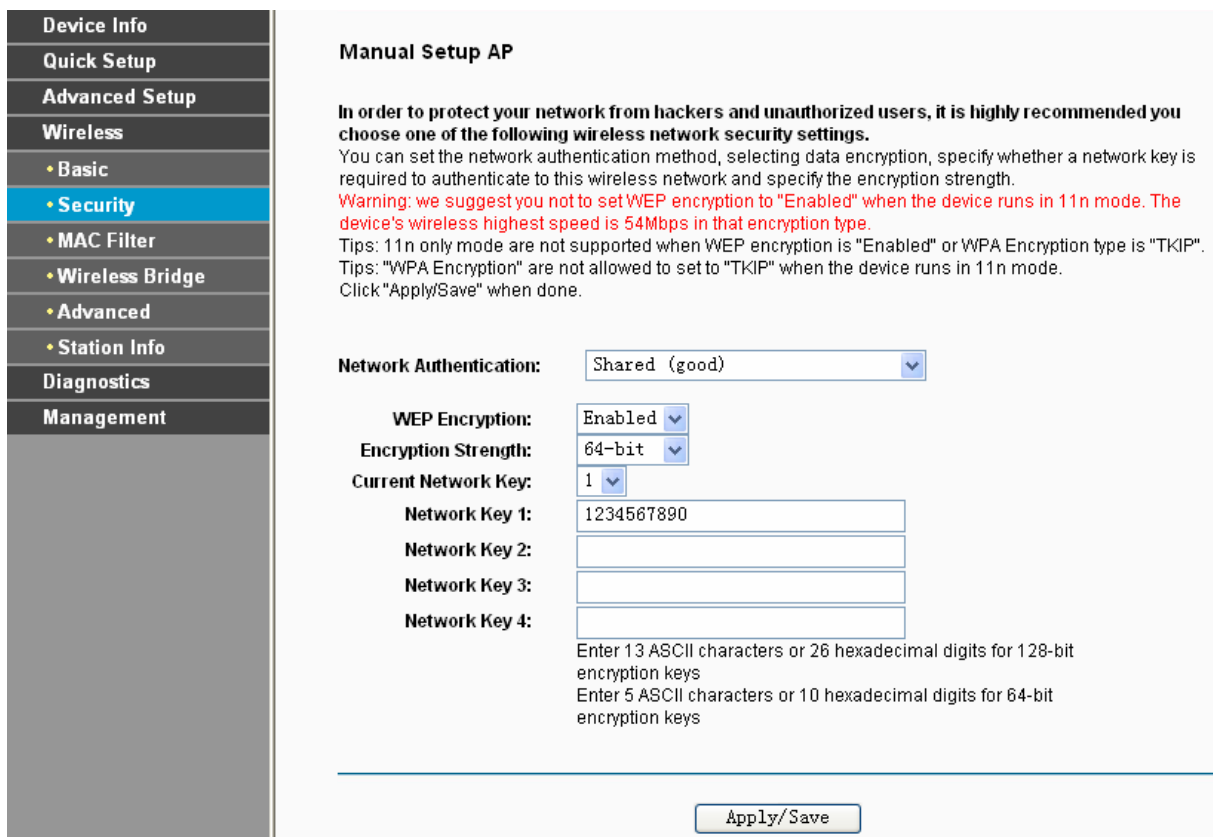 Device Info
Quick Setup
Advanced Setup
Wireless
• Basic
• Security
• MAC Filter
• Wireless Bridge
• Advanced
• Station Info
Diagnostics
Management
Manual Setup AP
In order to protect your network from hackers and unauthorized users, it is highly recommended you
choose one of the following wireless network security settings.
You can set the network authentication method, selecting data encryption, specify whether a network key is
required to authenticate to this wireless network and specify the encryption strength.
Warning: we suggest you not to set WEP encryption to "Enabled" when the device runs in 11n mode. The
device's wireless highest speed is 54Mbps in that encryption type.
Tips: 11n only mode are not supported when WEP encryption is "Enabled" or WPA Encryption type is "TKIP".
Tips: "WPA Encryption" are not allowed to set to "TKIP" when the device runs in 11n mode.
Click "Apply/Save" when done.
Network Authentication: Shared (good)
WEP Encryption: Enabled
Encryption Strength: 64-bit
Current Network Key: 1
Network Key 1: 1234567890
Network Key 2:
Network Key 3:
Network Key 4:
Enter 13 ASCII characters or 26 hexadecimal digits for 128-bit
encryption keys
Enter 5 ASCII characters or 10 hexadecimal digits for 64-bit
encryption keys
Apply/Save